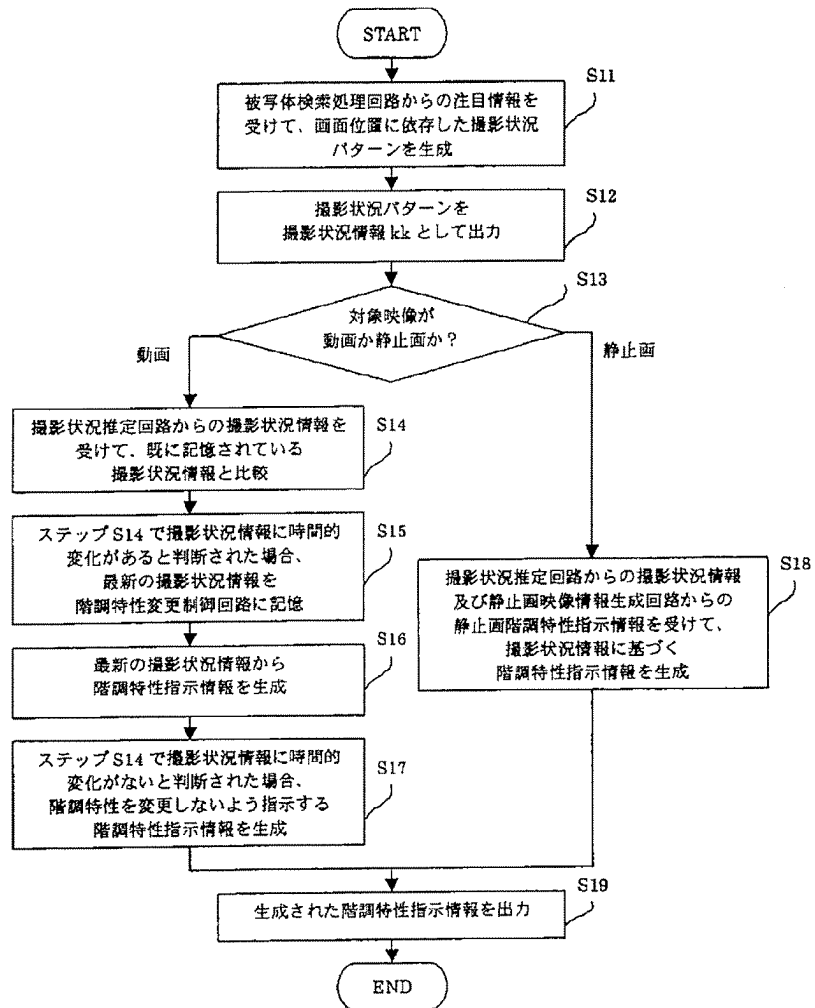 START
S11
被写体検索処理回路からの注目情報を
受けて、画面位置に依存した撮影状況
パターンを生成
S12
撮影状況パターンを
撮影状況情報kkとして出力
S13
対象映像が
動画か静止画か？
動画
静止画
撮影状況推定回路からの撮影状況情報を
受けて、既に記憶されている
撮影状況情報と比較
S14
ステップS14で撮影状況情報に時間的
変化があると判断された場合、
最新の撮影状況情報を
階調特性変更制御回路に記憶
S15
最新の撮影状況情報から
階調特性指示情報を生成
S16
ステップS14で撮影状況情報に時間的
変化がないと判断された場合、
階調特性を変更しないよう指示する
階調特性指示情報を生成
S17
撮影状況推定回路からの撮影状況情報
及び静止画映像情報生成回路からの
静止画階調特性指示情報を受けて、
撮影状況情報に基づく
階調特性指示情報を生成
S18
生成された階調特性指示情報を出力
S19
END